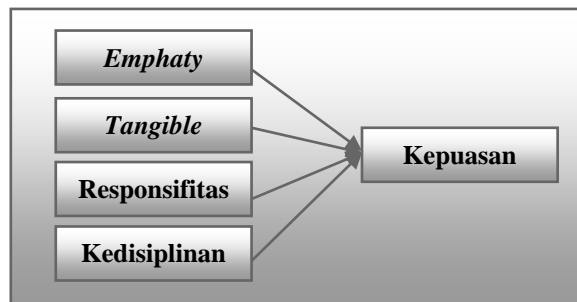 Emphaty
Tangible
Kepuasan
Responsifitas
Kedisiplinan